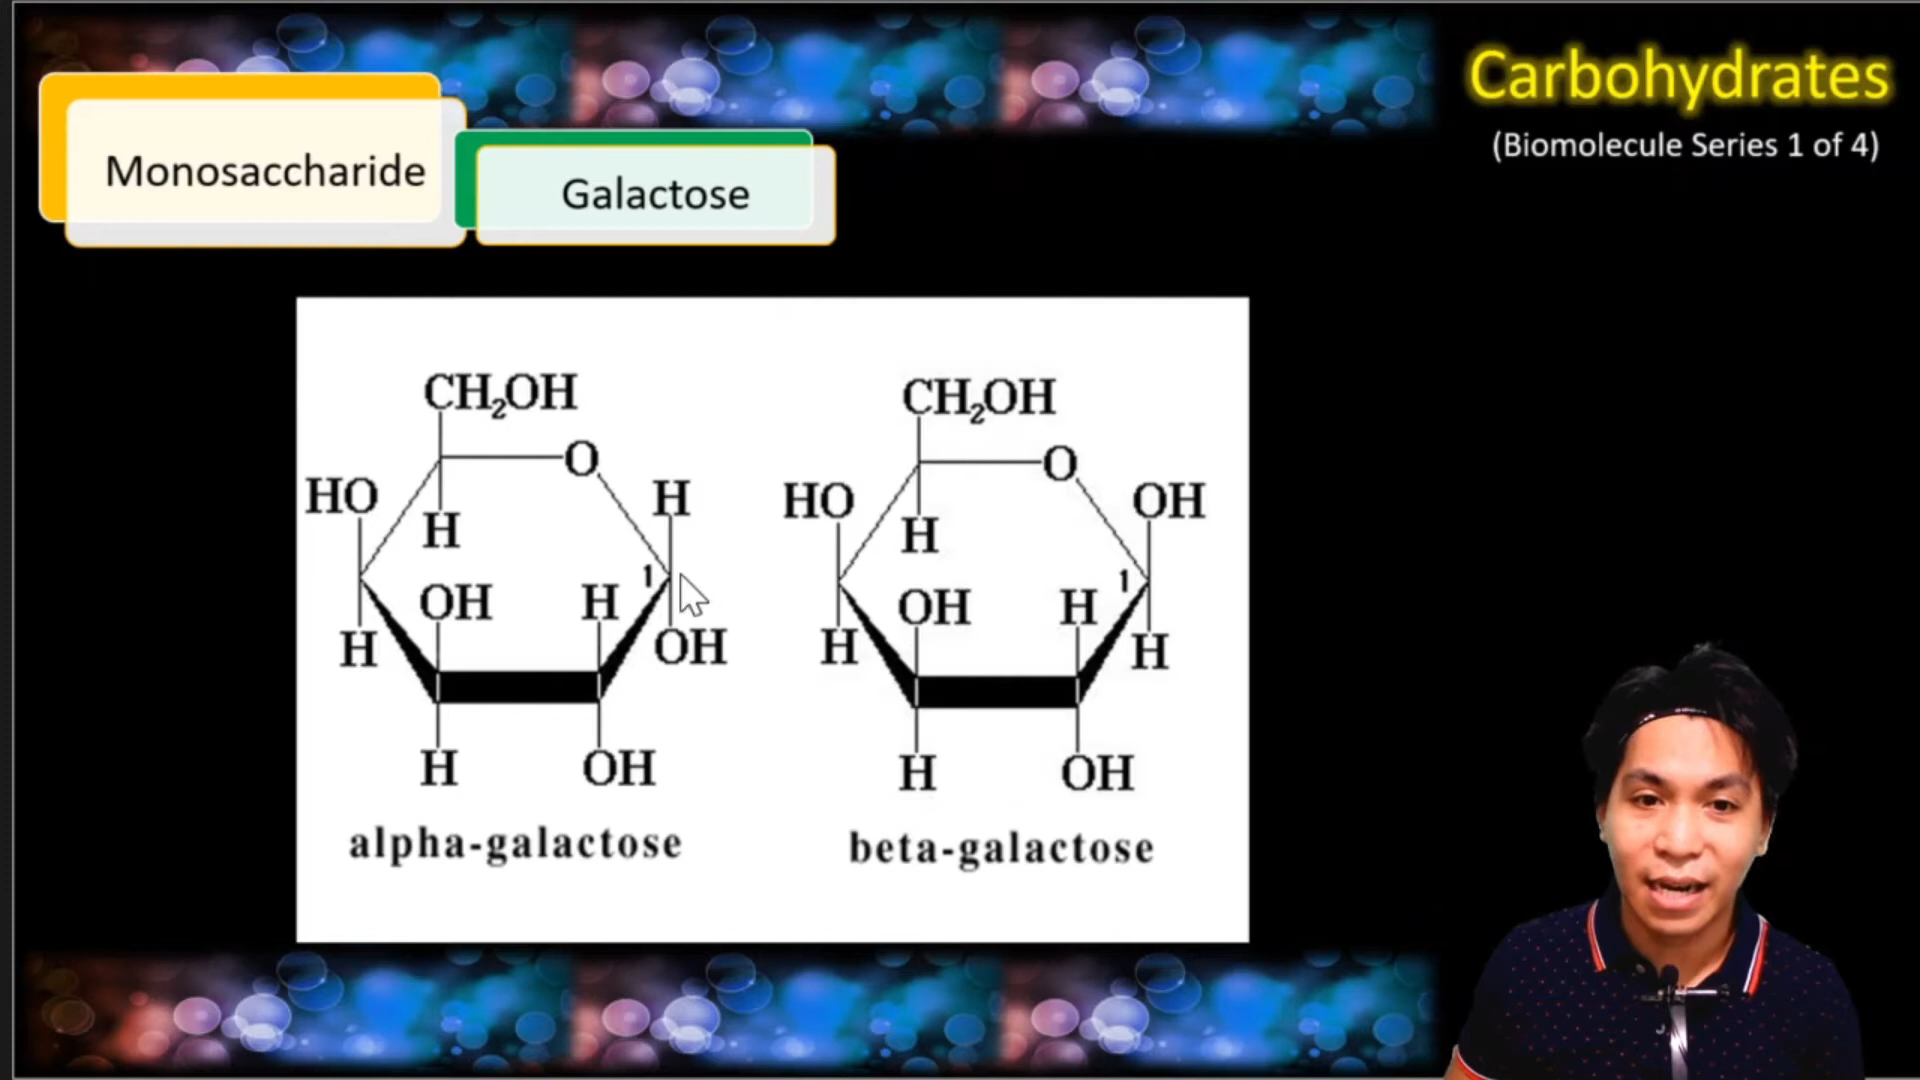 Carbohydrates
(Biomolecule Series 1 of 4)
Monosaccharide
Galactose
CH₂OH
O
HO
H
H
1
OH
H
H
OH
H
OH
alpha-galactose
CH₂OH
O
HO
OH
H
1
OH
H
H
H
H
OH
beta-galactose